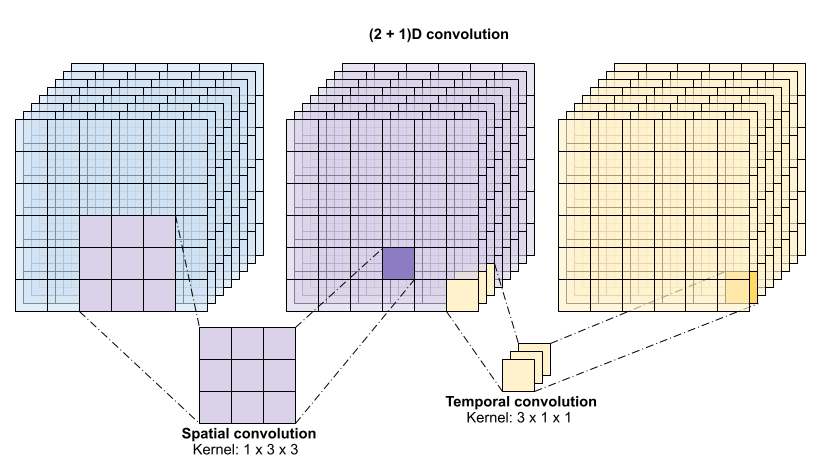 (2 + 1)D convolution
Temporal convolution
Kernel: 3 x 1 x 1
Spatial convolution
Kernel: 1 x 3 x 3